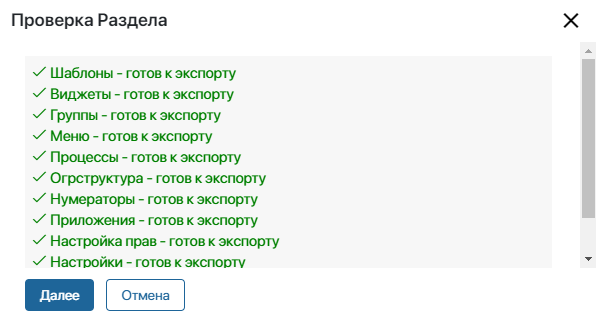 Проверка Раздела
Шаблоны - готов к экспорту
Виджеты - готов к экспорту
Группы - готов к экспорту
Меню - готов к экспорту
Процессы - готов к экспорту
Огрструктура - готов к экспорту
Нумераторы - готов к экспорту
Приложения - готов к экспорту
Настройка прав - готов к экспорту
Настройки - готов к экспорту
Далее
Отмена